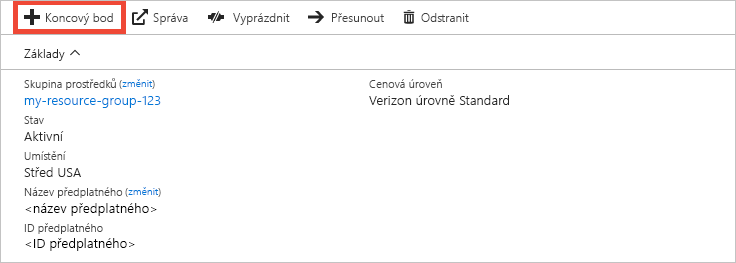 Koncový bod Správa Vyprázdnit Přesunout Odstranit
Základy
Skupina prostředků (změnit)
my-resource-group-123
Stav
Aktivní
Umístění
Střed USA
Název předplatného (změnit)
<název předplatného>
ID předplatného
<ID předplatného>
Cenová úroveň
Verizon úrovně Standard